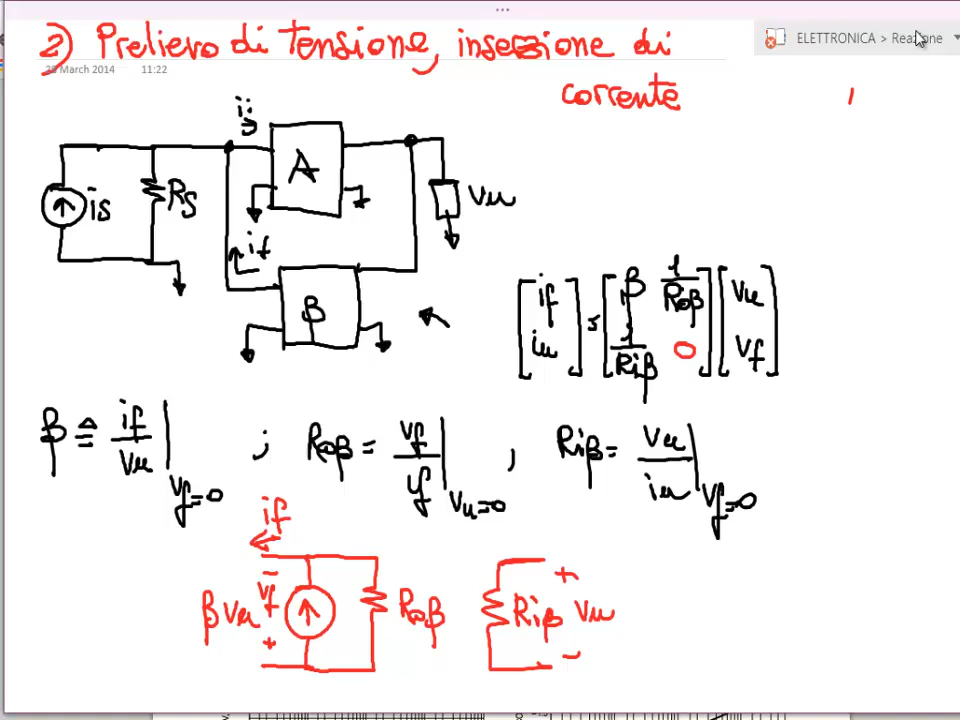 2) Prelievo di tensione, inserzione di
corrente
ELETTRONICA > Reazione
28 March 2014 11:22
ii
A
is
Rs
Vu
if
β
[if iu] = [β 1/Roβ 1/Riβ 0] [Vu Vf]
β ≜ if/Vu |Vf=0 ; Roβ = Vf/if |Vu=0 , Riβ = Vu/iu |Vf=0
if
βVu
- Vf +
Roβ
Riβ
+ Vu -